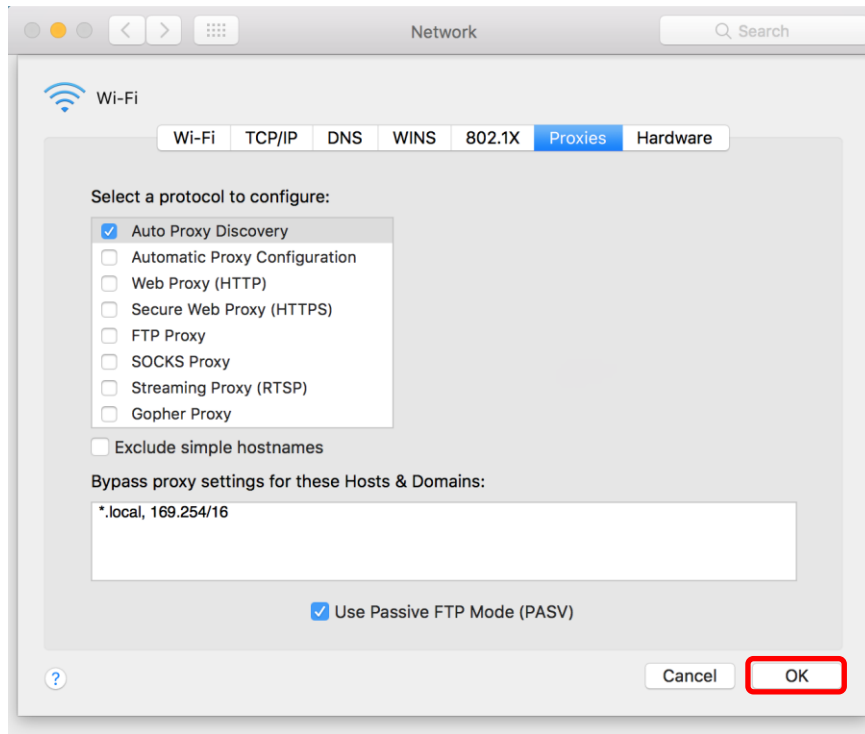 Network
Search
Wi-Fi
Wi-Fi TCP/IP DNS WINS 802.1X Proxies Hardware
Select a protocol to configure:
Auto Proxy Discovery
Automatic Proxy Configuration
Web Proxy (HTTP)
Secure Web Proxy (HTTPS)
FTP Proxy
SOCKS Proxy
Streaming Proxy (RTSP)
Gopher Proxy
Exclude simple hostnames
Bypass proxy settings for these Hosts & Domains:
*.local, 169.254/16
Use Passive FTP Mode (PASV)
? Cancel OK